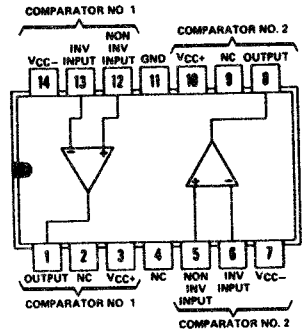 COMPARATOR NO. 1
COMPARATOR NO. 2
VCC– INV INPUT NON INV INPUT GND VCC+ NC OUTPUT
14 13 12 11 10 9 8
– + 
+ –
1 2 3 4 5 6 7
OUTPUT NC VCC+ NC NON INV INPUT INV INPUT VCC–
COMPARATOR NO. 1
COMPARATOR NO. 2